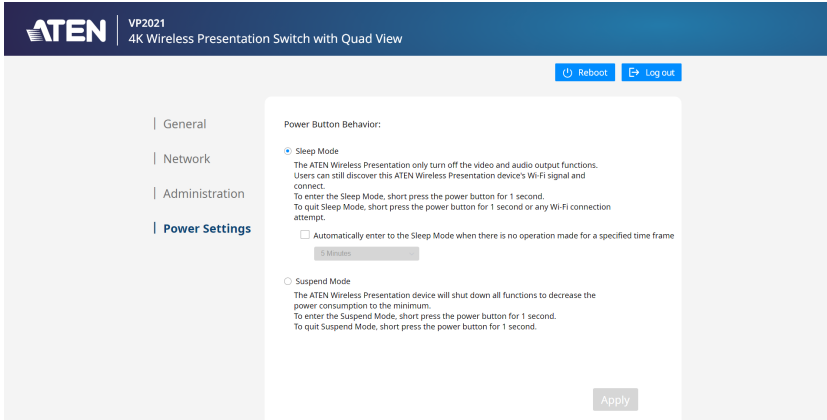 ATEN
VP2021
4K Wireless Presentation Switch with Quad View
Reboot
Log out
General
Network
Administration
Power Settings
Power Button Behavior:
Sleep Mode
The ATEN Wireless Presentation only turn off the video and audio output functions.
Users can still discover this ATEN Wireless Presentation device's Wi-Fi signal and
connect.
To enter the Sleep Mode, short press the power button for 1 second.
To quit Sleep Mode, short press the power button for 1 second or any Wi-Fi connection
attempt.
Automatically enter to the Sleep Mode when there is no operation made for a specified time frame
5 Minutes
Suspend Mode
The ATEN Wireless Presentation device will shut down all functions to decrease the
power consumption to the minimum.
To enter the Suspend Mode, short press the power button for 1 second.
To quit Suspend Mode, short press the power button for 1 second.
Apply